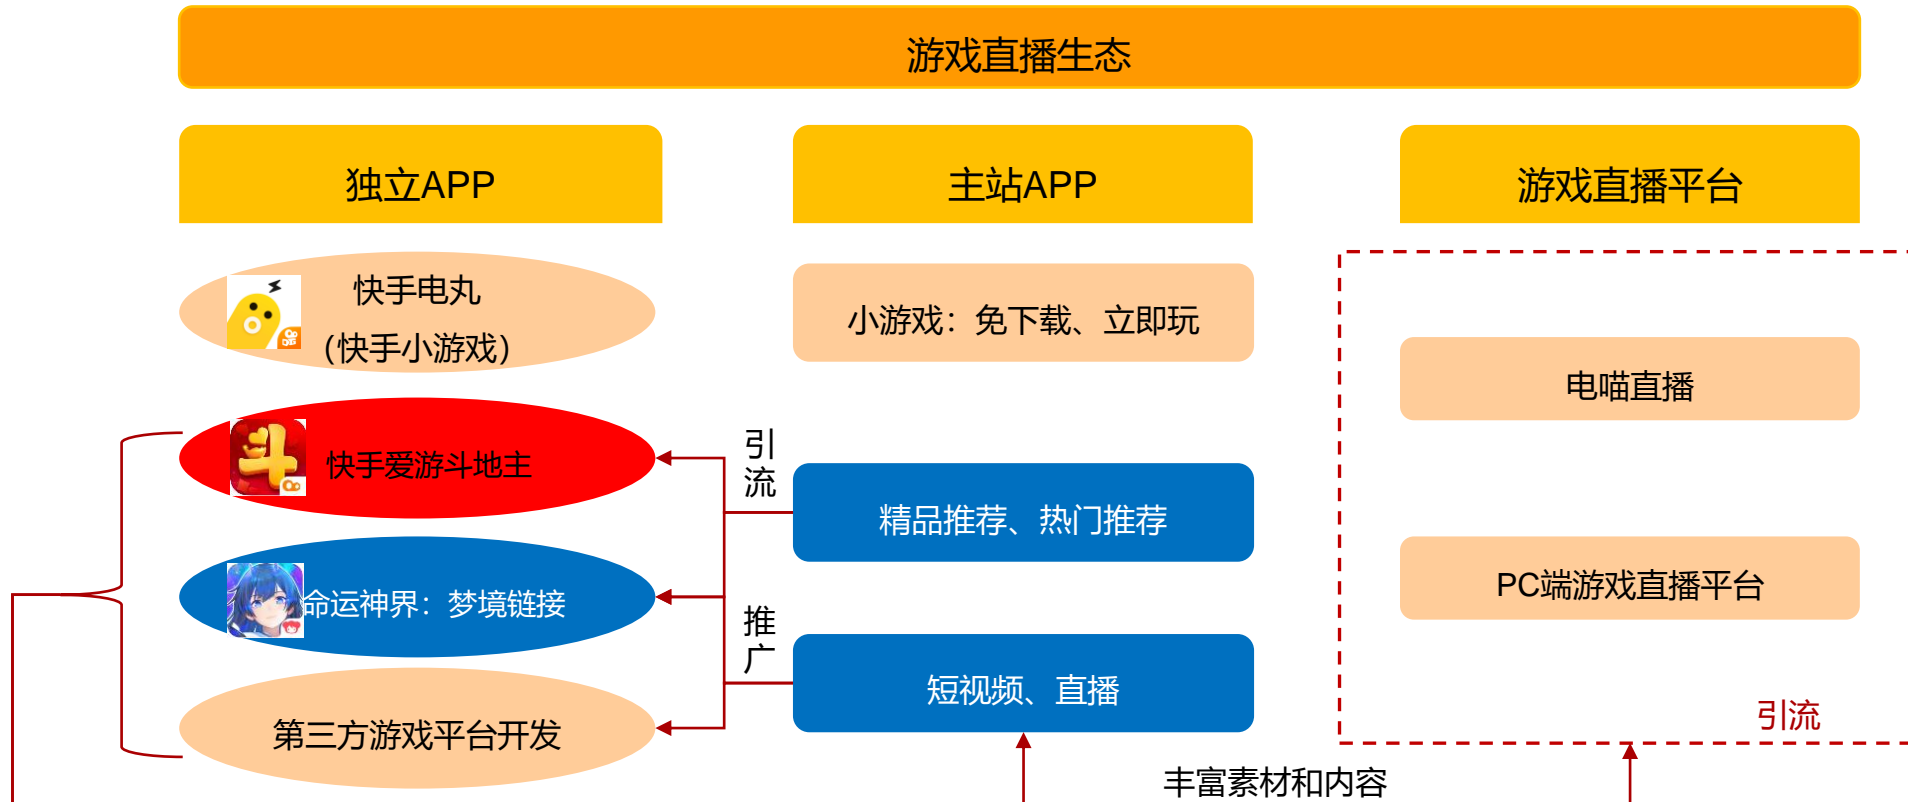 游戏直播生态
独立APP
主站APP
游戏直播平台
快手电丸
(快手小游戏)
小游戏：免下载、立即玩
电喵直播
斗
快手爱游斗地主
引流
精品推荐、热门推荐
PC端游戏直播平台
命运神界：梦境链接
推广
短视频、直播
引流
第三方游戏平台开发
丰富素材和内容